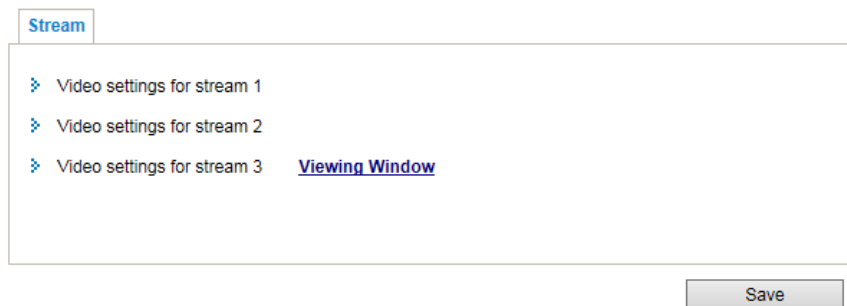 Stream
Video settings for stream 1
Video settings for stream 2
Video settings for stream 3 Viewing Window
Save